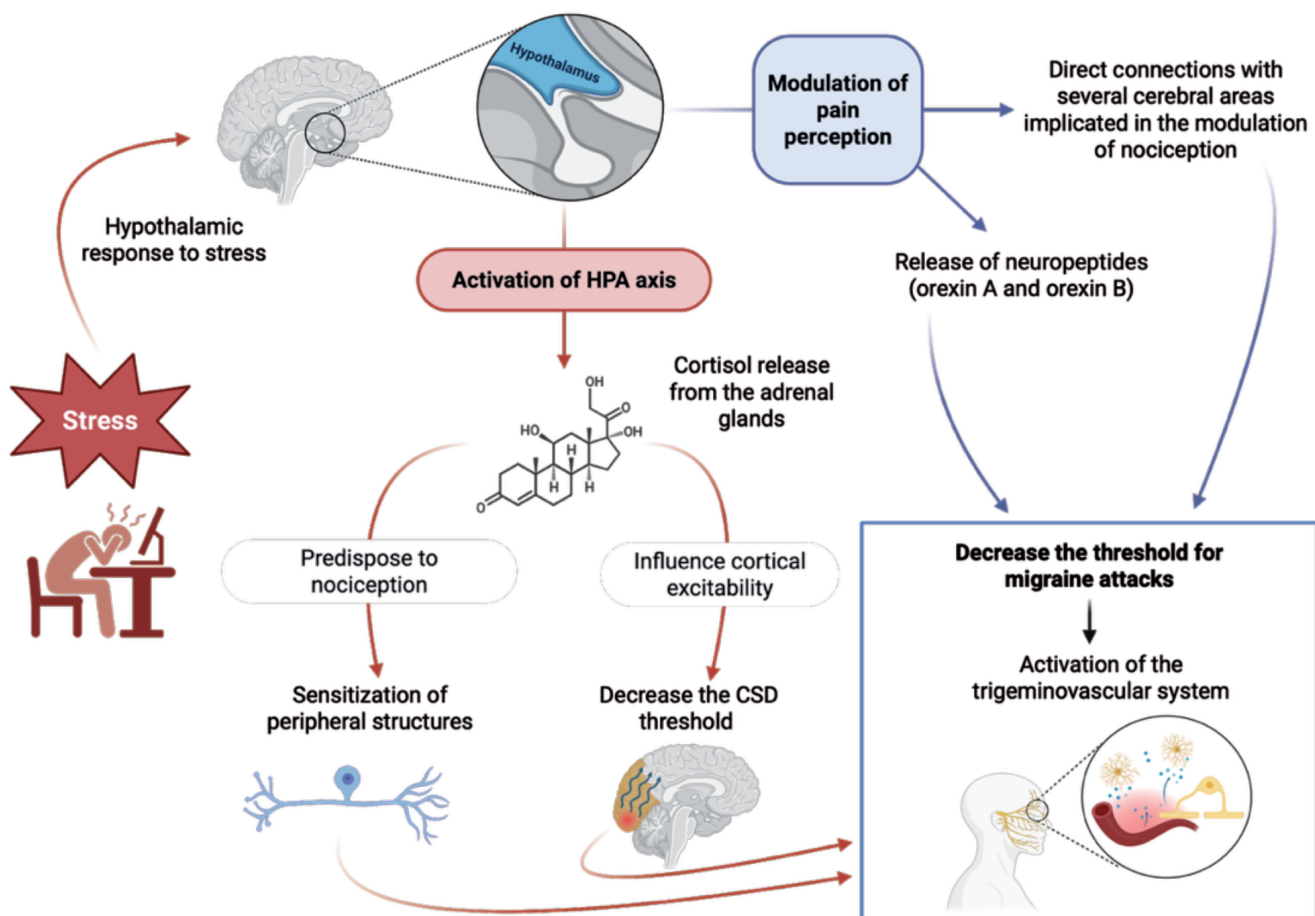 Hypothalamus
Modulation of
pain
perception
Direct connections with
several cerebral areas
implicated in the modulation
of nociception
Hypothalamic
response to stress
Activation of HPA axis
Release of neuropeptides
(orexin A and orexin B)
Stress
Cortisol release
from the adrenal
glands
OH
O
HO
OH
H
H
H
O
Predispose to
nociception
Influence cortical
excitability
Decrease the threshold for
migraine attacks
Activation of the
trigeminovascular system
Sensitization of
peripheral structures
Decrease the CSD
threshold